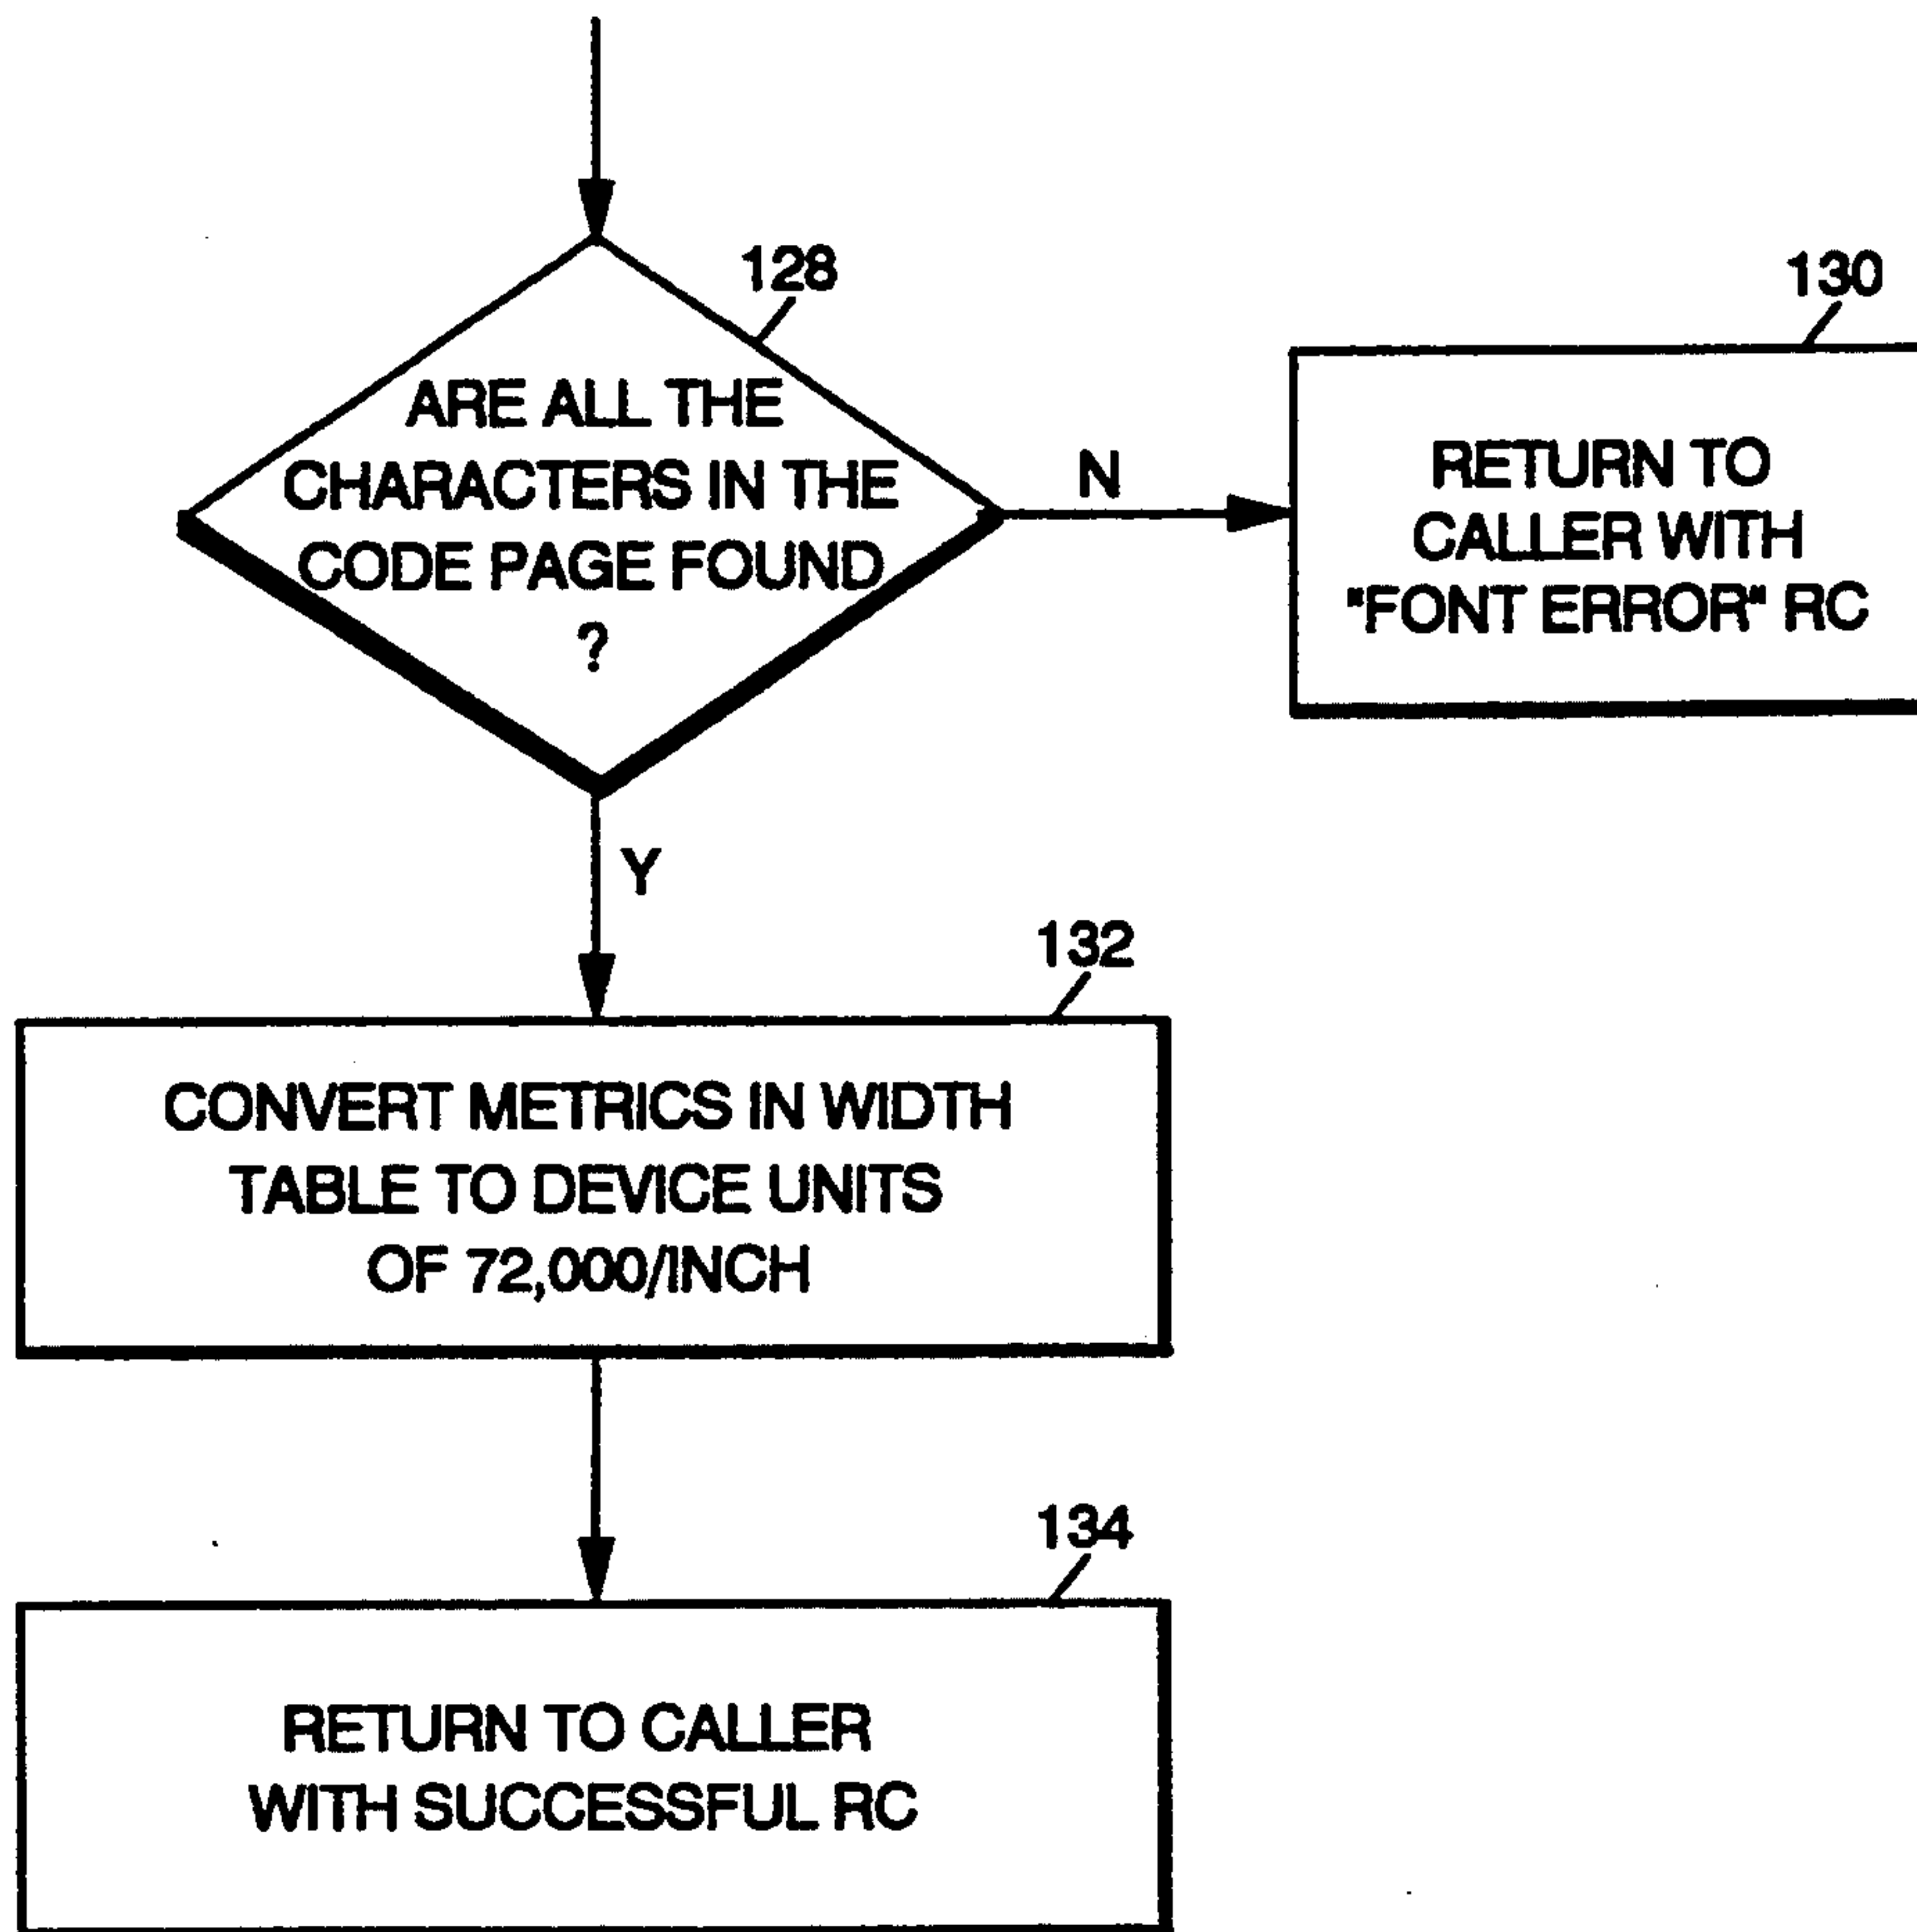 128
ARE ALL THE
CHARACTERS IN THE
CODE PAGE FOUND
?
N
130
RETURN TO
CALLER WITH
"FONT ERROR" RC
Y
132
CONVERT METRICS IN WIDTH
TABLE TO DEVICE UNITS
OF 72,000/INCH
134
RETURN TO CALLER
WITH SUCCESSFUL RC